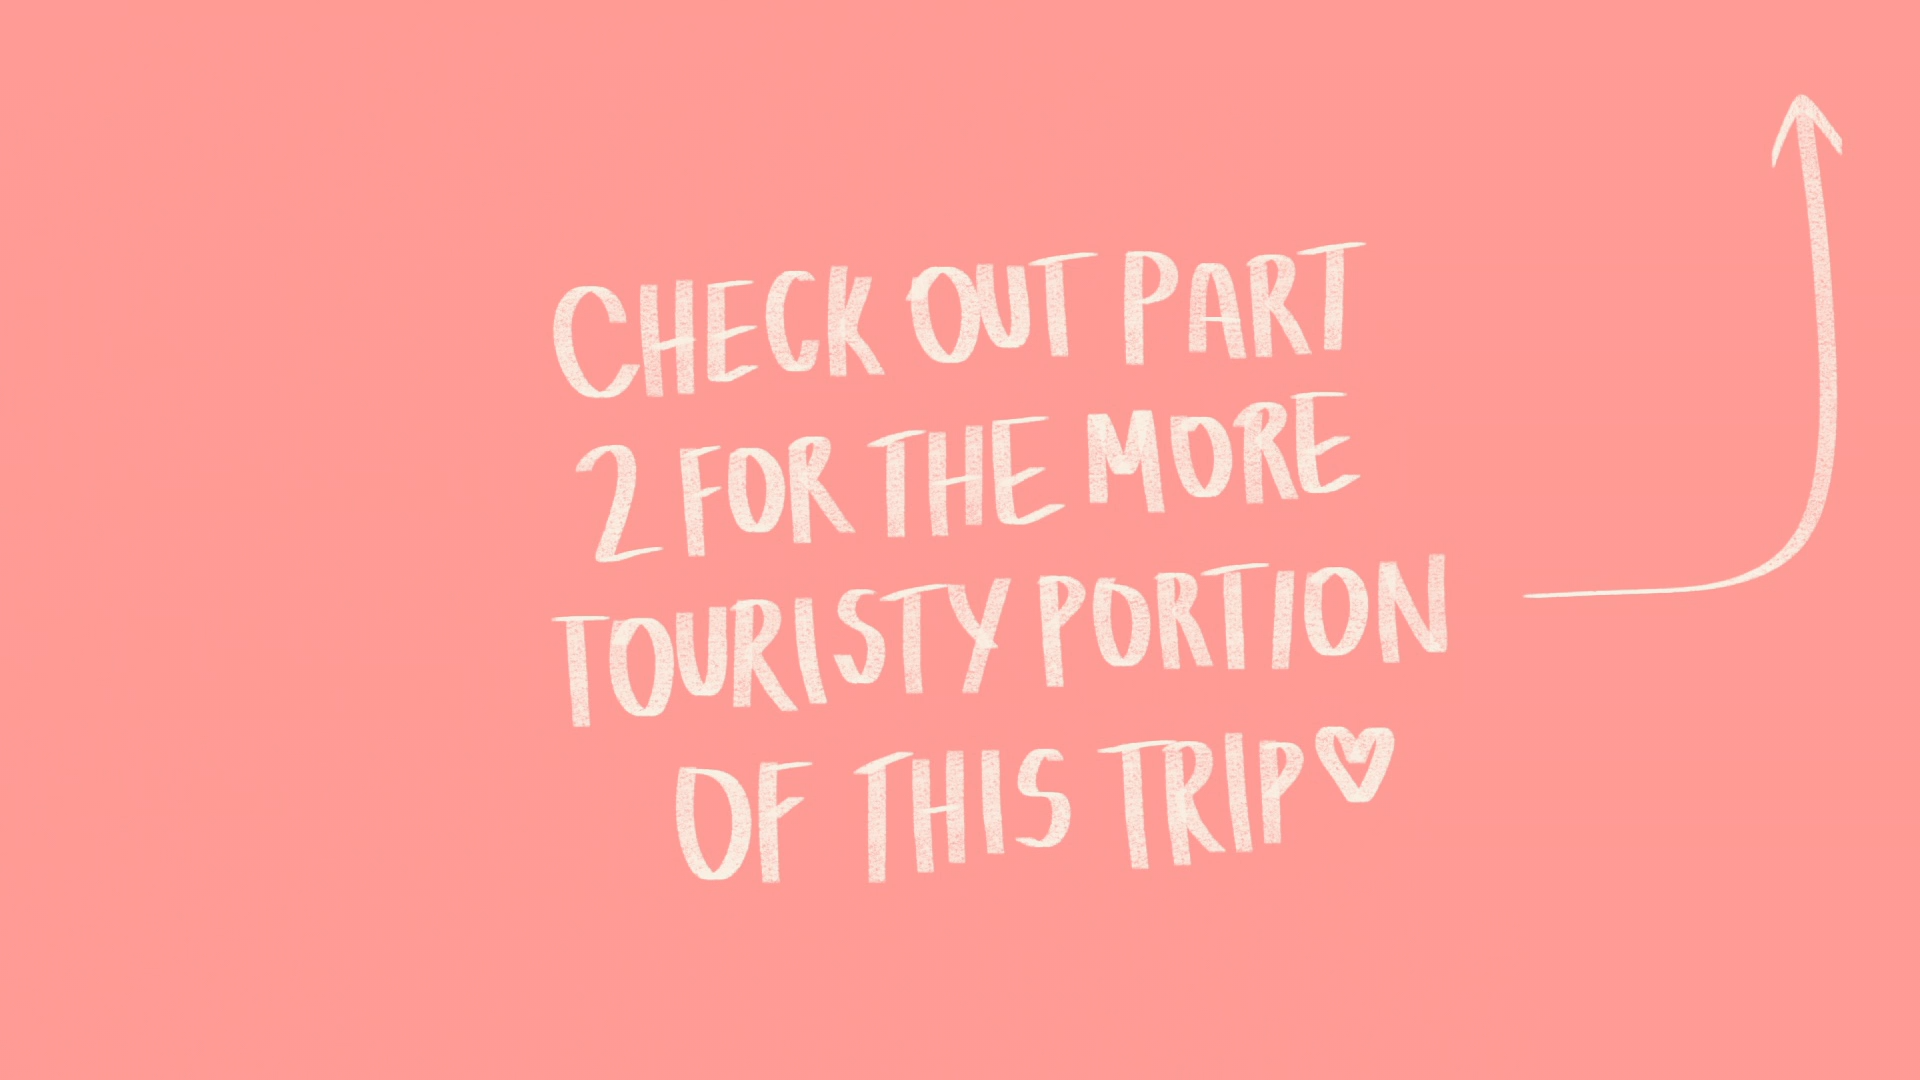 CHECK OUT PART
2 FOR THE MORE
TOURISTY PORTION
OF THIS TRIP♡